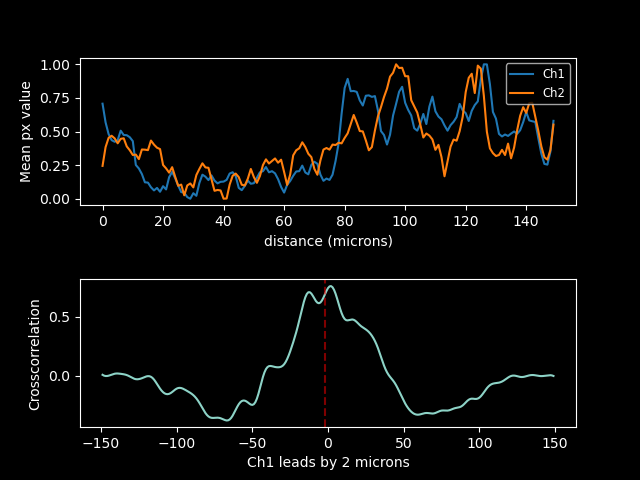 1.00
0.75
0.50
0.25
0.00
Mean px value
Ch1
Ch2
0 20 40 60 80 100 120 140
distance (microns)
0.5
0.0
Crosscorrelation
−150 −100 −50 0 50 100 150
Ch1 leads by 2 microns